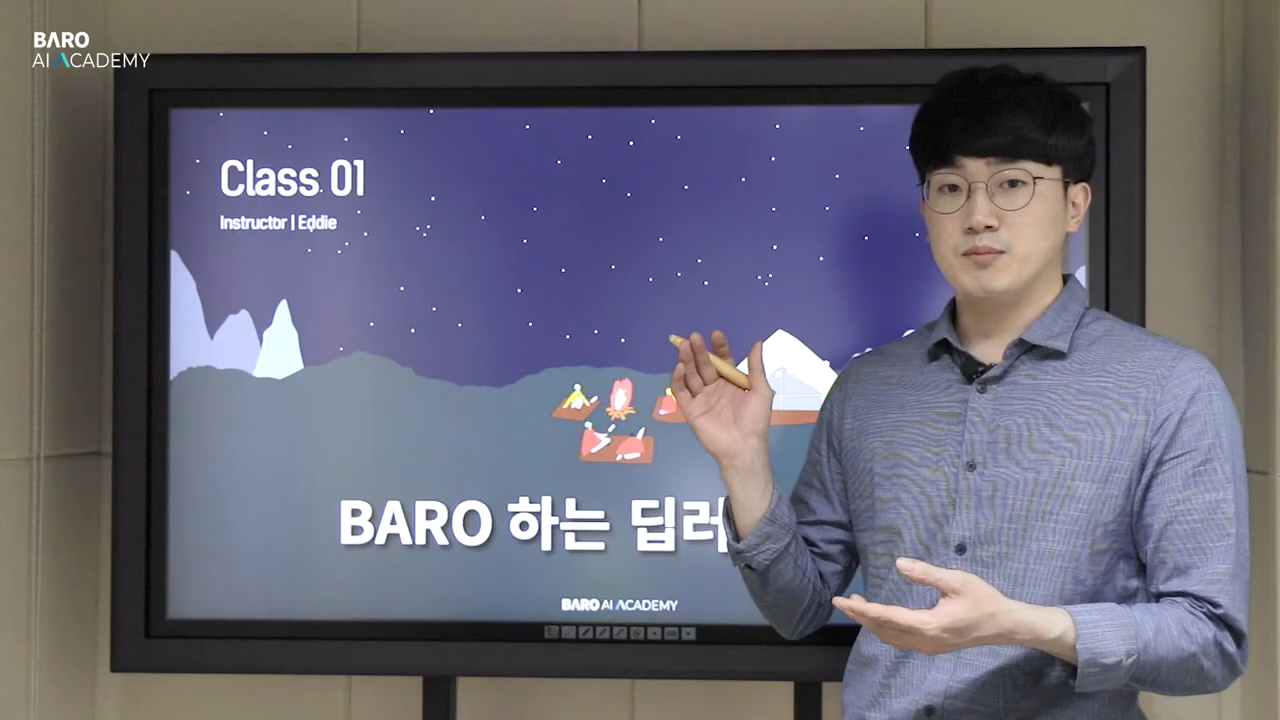 BARO
AI ACADEMY
Class 01
Instructor | Eddie
BARO 하는 딥러
BARO AI ACADEMY